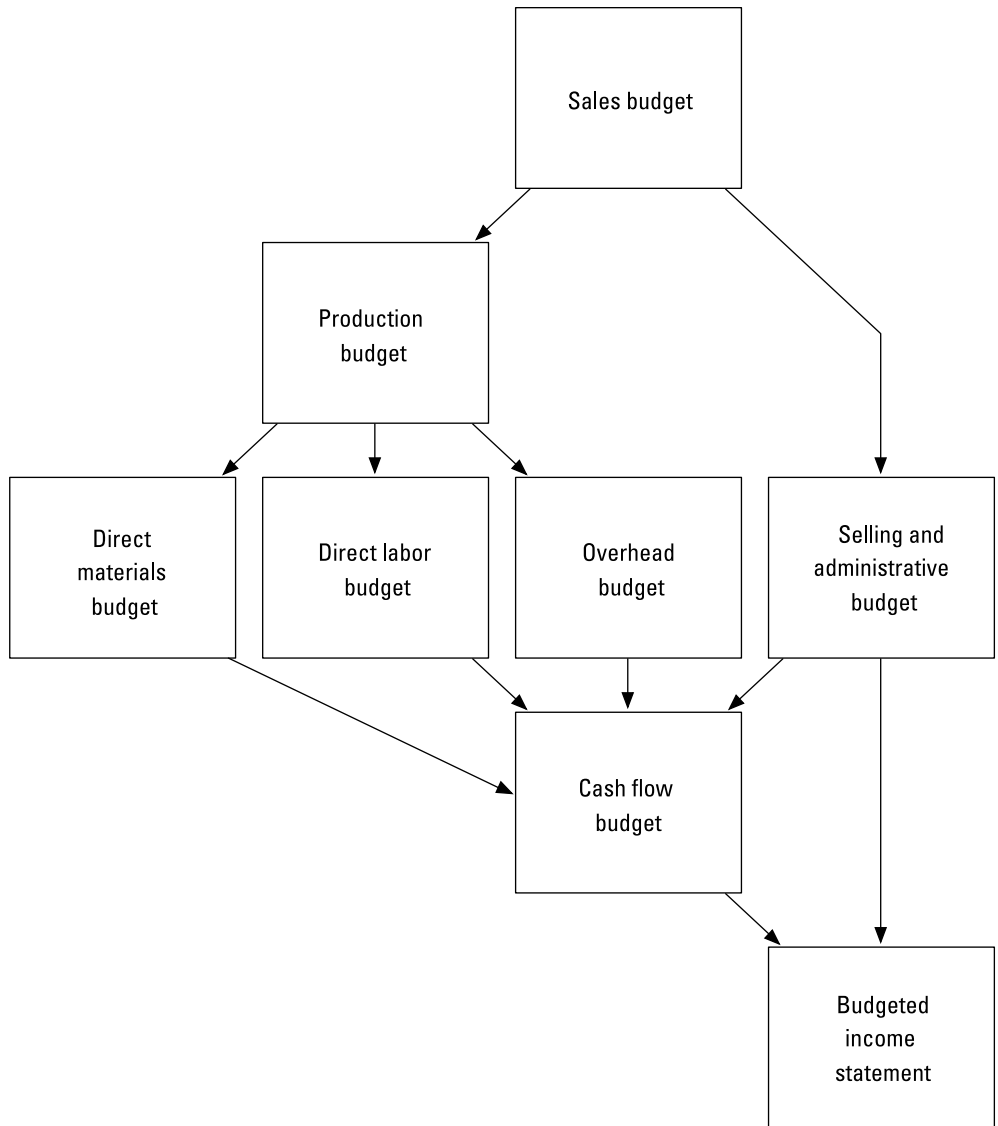 Sales budget
Production
budget
Direct
materials
budget
Direct labor
budget
Overhead
budget
Selling and
administrative
budget
Cash flow
budget
Budgeted
income
statement